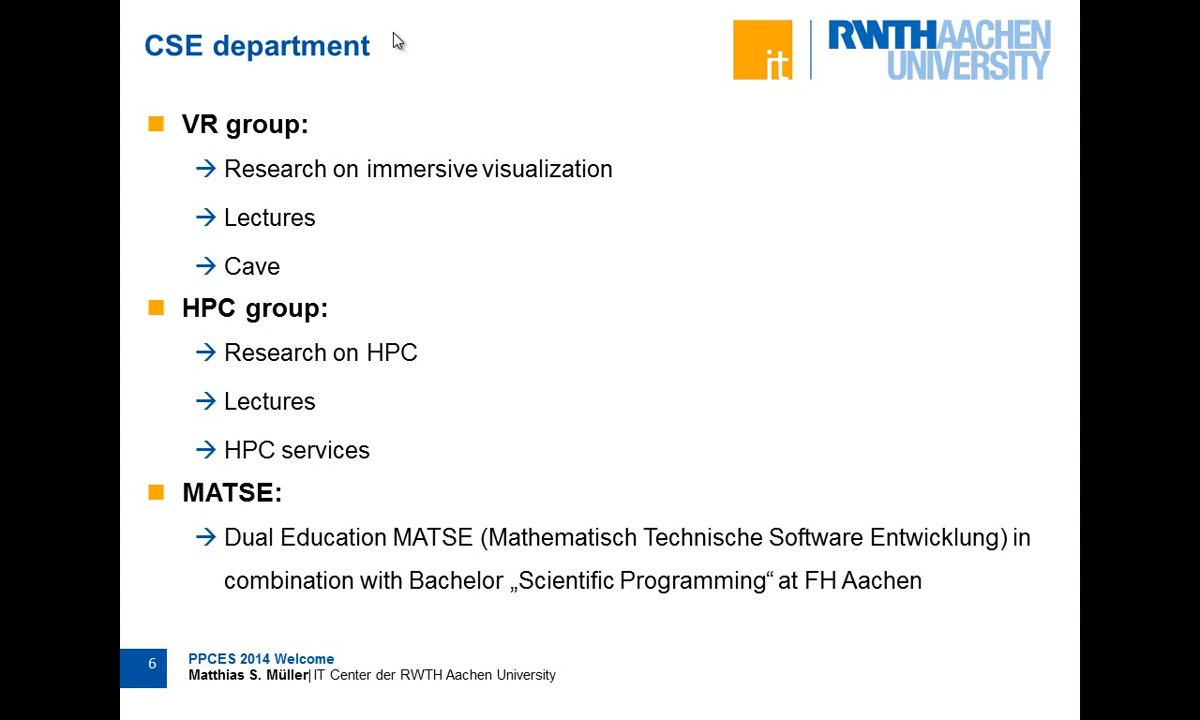 CSE department
it
RWTHAACHEN
UNIVERSITY
VR group:
→ Research on immersive visualization
→ Lectures
→ Cave
HPC group:
→ Research on HPC
→ Lectures
→ HPC services
MATSE:
→ Dual Education MATSE (Mathematisch Technische Software Entwicklung) in
combination with Bachelor „Scientific Programming“ at FH Aachen
6
PPCES 2014 Welcome
Matthias S. Müller| IT Center der RWTH Aachen University